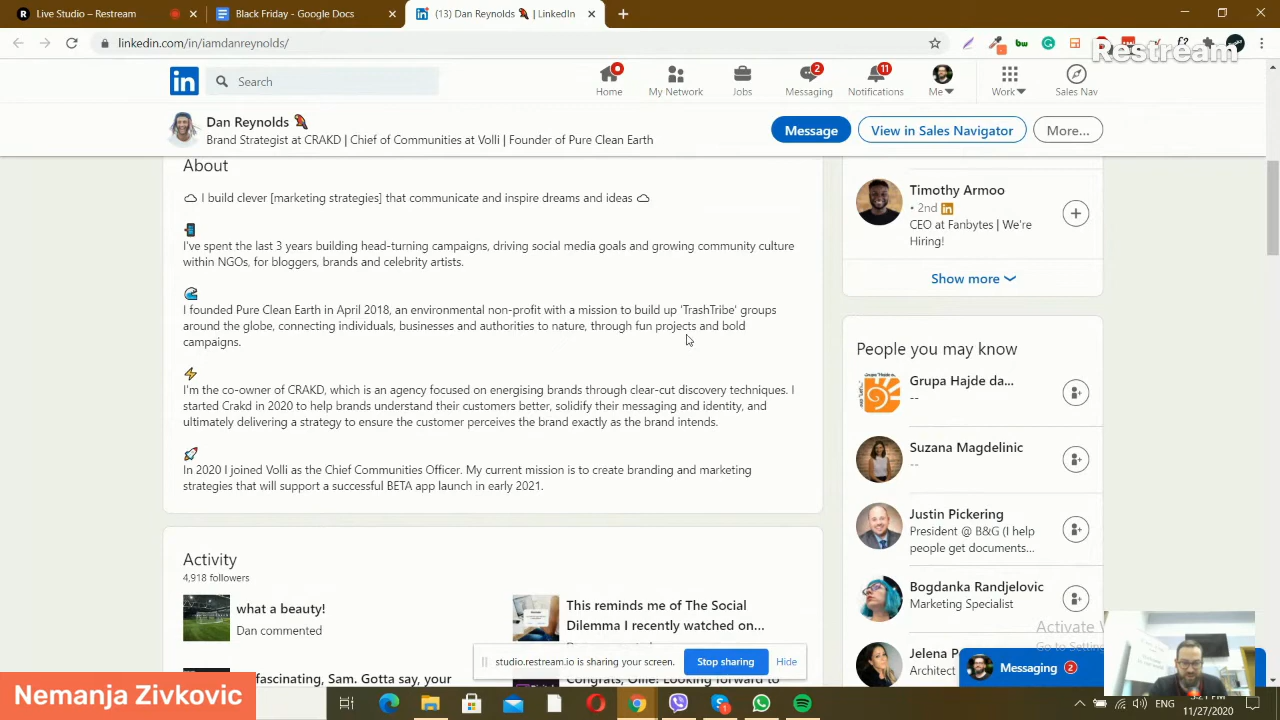 Live Studio – Restream
Black Friday - Google Docs
(13) Dan Reynolds | LinkedIn
linkedin.com/in/iamdanreynolds/
Restream
Search
Home
My Network
Jobs
2
Messaging
11
Notifications
Me
Work
Sales Nav
Dan Reynolds
Brand Strategist at CRAKD | Chief of Communities at Volli | Founder of Pure Clean Earth
Message
View in Sales Navigator
More...
About
I build clever [marketing strategies] that communicate and inspire dreams and ideas
I've spent the last 3 years building head-turning campaigns, driving social media goals and growing community culture
within NGOs, for bloggers, brands and celebrity artists.
I founded Pure Clean Earth in April 2018, an environmental non-profit with a mission to build up 'TrashTribe' groups
around the globe, connecting individuals, businesses and authorities to nature, through fun projects and bold
campaigns.
I'm the co-owner of CRAKD, which is an agency focused on energising brands through clear-cut discovery techniques. I
started Crakd in 2020 to help brands understand their customers better, solidify their messaging and identity, and
ultimately delivering a strategy to ensure the customer perceives the brand exactly as the brand intends.
In 2020 I joined Volli as the Chief Communities Officer. My current mission is to create branding and marketing
strategies that will support a successful BETA app launch in early 2021.
Activity
4,918 followers
what a beauty!
Dan commented
This reminds me of The Social
Dilemma I recently watched on...
fascinating, Sam. Gotta say, your
Congrats, Ollie! Looking forward to
Timothy Armoo
• 2nd in
CEO at Fanbytes | We're
Hiring!
Show more
People you may know
Grupa Hajde da...
--
Suzana Magdelinic
--
Justin Pickering
President @ B&G (I help
people get documents...
Bogdanka Randjelovic
Marketing Specialist
Jelena P
Architect
Activate
Go to Settin
Messaging 2
studio.restream.io is sharing your screen.
Stop sharing
Hide
Nemanja Zivkovic
ENG
5:21 PM
11/27/2020